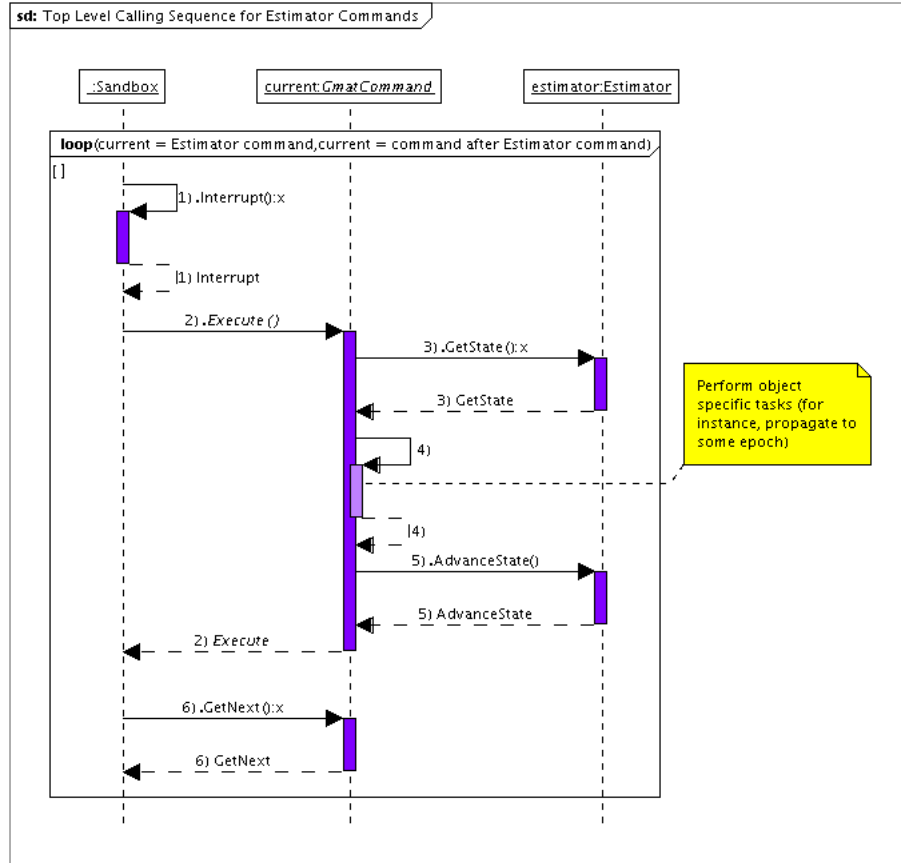 sd: Top Level Calling Sequence for Estimator Commands
:Sandbox
current:GmatCommand
estimator:Estimator
loop(current = Estimator command,current = command after Estimator command)
[ ]
1) .Interrupt():x
1) Interrupt
2) .Execute ()
3) .GetState():x
3) GetState
Perform object
specific tasks (for
instance, propagate to
some epoch)
4)
4)
5) .AdvanceState()
5) AdvanceState
2) Execute
6) .GetNext():x
6) GetNext